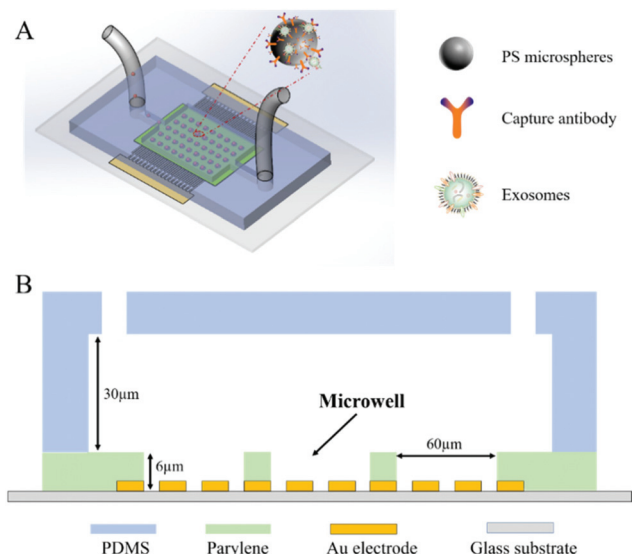 A
PS microspheres
Capture antibody
Exosomes
B
30μm
Microwell
60μm
6μm
PDMS
Parylene
Au electrode
Glass substrate